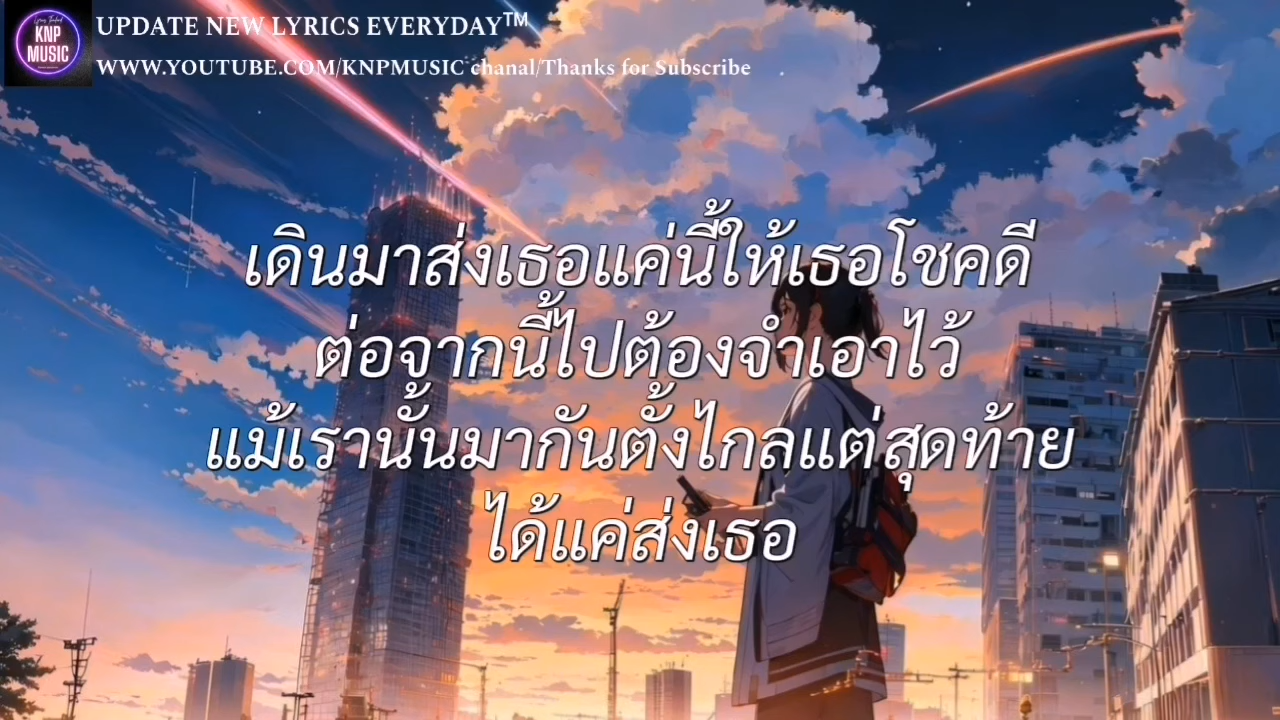 KNP
MUSIC
UPDATE NEW LYRICS EVERYDAY™
WWW.YOUTUBE.COM/KNPMUSIC chanal/Thanks for Subscribe
เดินมาส่งเธอแค่นี้ให้เธอโชคดี
ต่อจากนี้ไปต้องจำเอาไว้
แม้เรานั้นมากันตั้งไกลแต่สุดท้าย
ได้แค่ส่งเธอ